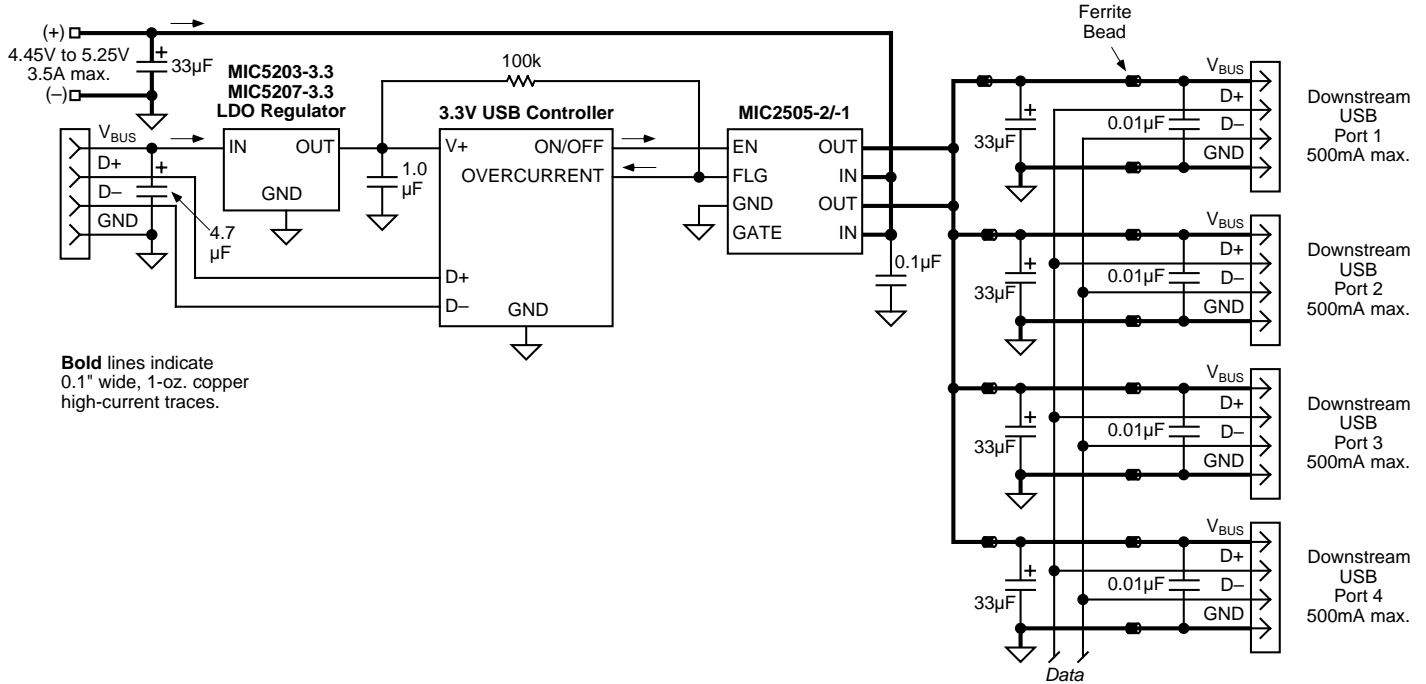 Ferrite
Bead
(+)
4.45V to 5.25V
3.5A max.
(–)
+
33µF
MIC5203-3.3
MIC5207-3.3
LDO Regulator
IN
OUT
GND
VBUS
D+
D–
GND
+
4.7
µF
1.0
µF
100k
3.3V USB Controller
V+
ON/OFF
OVERCURRENT
D+
D–
GND
MIC2505-2/-1
EN
OUT
FLG
IN
GND
OUT
GATE
IN
0.1µF
+
33µF
0.01µF
VBUS
D+
D–
GND
Downstream
USB
Port 1
500mA max.
+
33µF
0.01µF
VBUS
D+
D–
GND
Downstream
USB
Port 2
500mA max.
+
33µF
0.01µF
VBUS
D+
D–
GND
Downstream
USB
Port 3
500mA max.
+
33µF
0.01µF
VBUS
D+
D–
GND
Downstream
USB
Port 4
500mA max.
Data
Bold lines indicate
0.1" wide, 1-oz. copper
high-current traces.